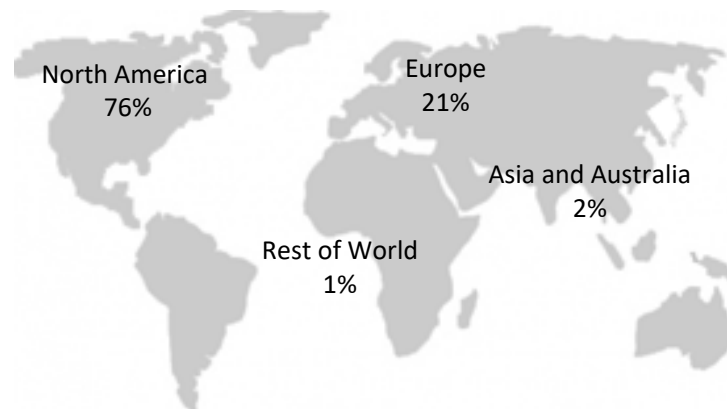 North America
76%
Europe
21%
Asia and Australia
2%
Rest of World
1%